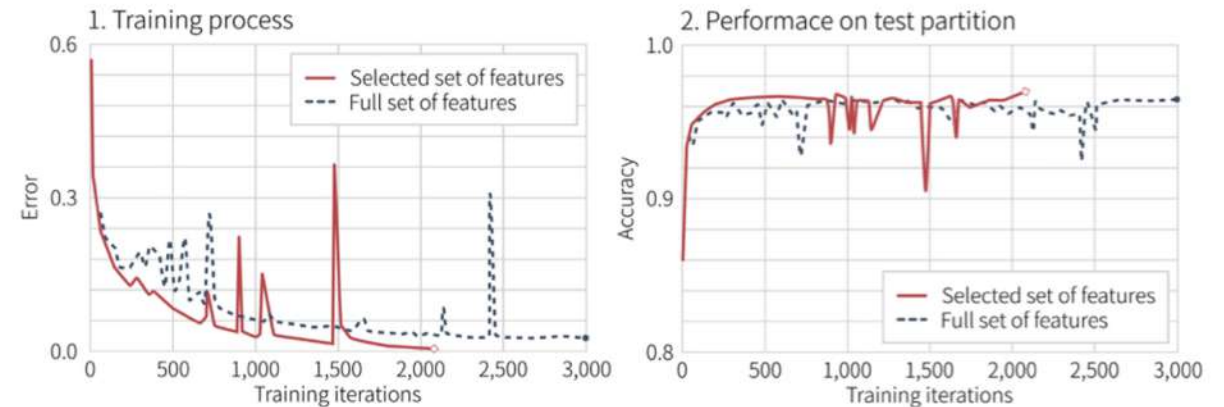 1. Training process
0.6
0.3
0.0
Error
Selected set of features
Full set of features
0 500 1,000 1,500 2,000 2,500 3,000
Training iterations
2. Performace on test partition
1.0
0.9
0.8
Accuracy
Selected set of features
Full set of features
0 500 1,000 1,500 2,000 2,500 3,000
Training iterations